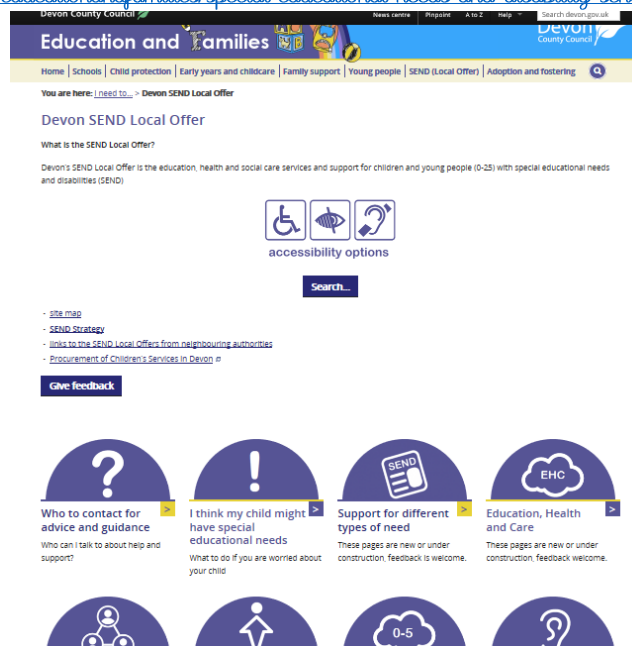 Devon County Council
News centre Pinpoint A to Z Help Search devon.gov.uk
Education and Families
Devon
County Council
Home | Schools | Child protection | Early years and childcare | Family support | Young people | SEND (Local Offer) | Adoption and fostering
You are here: I need to... > Devon SEND Local Offer
Devon SEND Local Offer
What is the SEND Local Offer?
Devon's SEND Local Offer is the education, health and social care services and support for children and young people (0-25) with special educational needs
and disabilities (SEND)
accessibility options
Search...
- site map
- SEND Strategy
- links to the SEND Local Offers from neighbouring authorities
- Procurement of Children's Services in Devon
Give feedback
?
Who to contact for >
advice and guidance
Who can I talk to about help and
support?
!
I think my child might >
have special
educational needs
What to do if you are worried about
your child
SEND
Support for different >
types of need
These pages are new or under
construction, feedback is welcome.
EHC
Education, Health >
and Care
These pages are new or under
construction, feedback welcome.
0-5